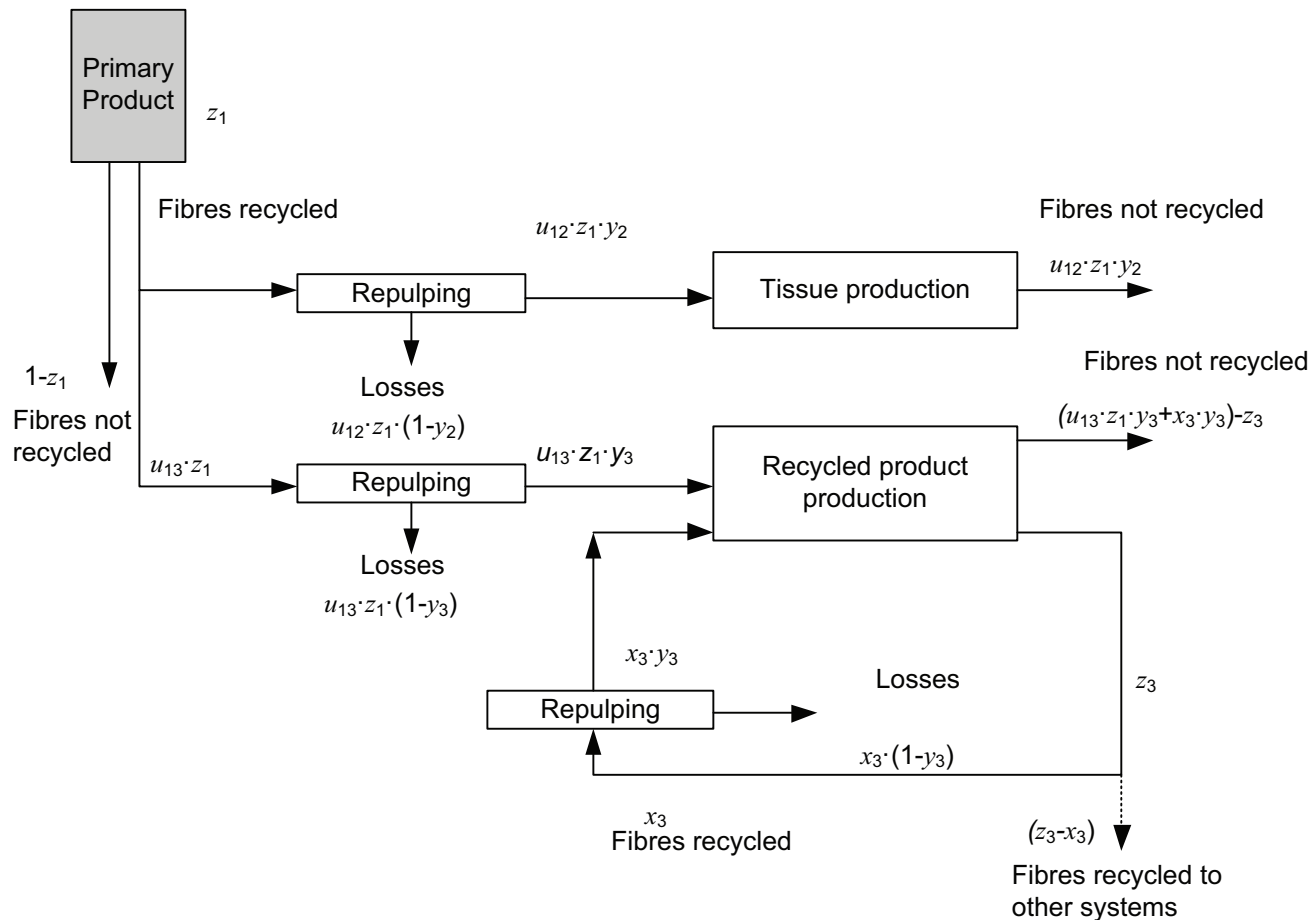 Primary
Product
z1
Fibres recycled
u12·z1·y2
Fibres not recycled
Repulping
Tissue production
u12·z1·y2
1-z1
Fibres not
recycled
Losses
u12·z1·(1-y2)
Fibres not recycled
(u13·z1·y3+x3·y3)-z3
u13·z1
Repulping
u13·z1·y3
Recycled product
production
Losses
u13·z1·(1-y3)
x3·y3
Losses
z3
Repulping
x3·(1-y3)
x3
Fibres recycled
(z3-x3)
Fibres recycled to
other systems